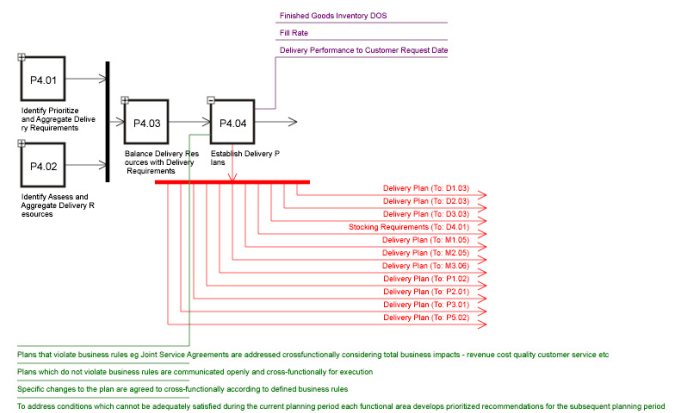 Finished Goods Inventory DOS
Fill Rate
Delivery Performance to Customer Request Date
P4.01
Identify Prioritize
and Aggregate Delive
ry Requirements
P4.02
Identify Assess and
Aggregate Delivery R
esources
P4.03
Balance Delivery Res
ources with Delivery
Requirements
P4.04
Establish Delivery P
lans
Delivery Plan (To: D1.03)
Delivery Plan (To: D2.03)
Delivery Plan (To: D3.03)
Stocking Requirements (To: D4.01)
Delivery Plan (To: M1.05)
Delivery Plan (To: M2.05)
Delivery Plan (To: M3.06)
Delivery Plan (To: P1.02)
Delivery Plan (To: P2.01)
Delivery Plan (To: P3.01)
Delivery Plan (To: P5.02)
Plans that violate business rules eg Joint Service Agreements are addressed crossfunctionally considering total business impacts - revenue cost quality customer service etc
Plans which do not violate business rules are communicated openly and cross-functionally for execution
Specific changes to the plan are agreed to cross-functionally according to defined business rules
To address conditions which cannot be adequately satisfied during the current planning period each functional area develops prioritized recommendations for the subsequent planning period